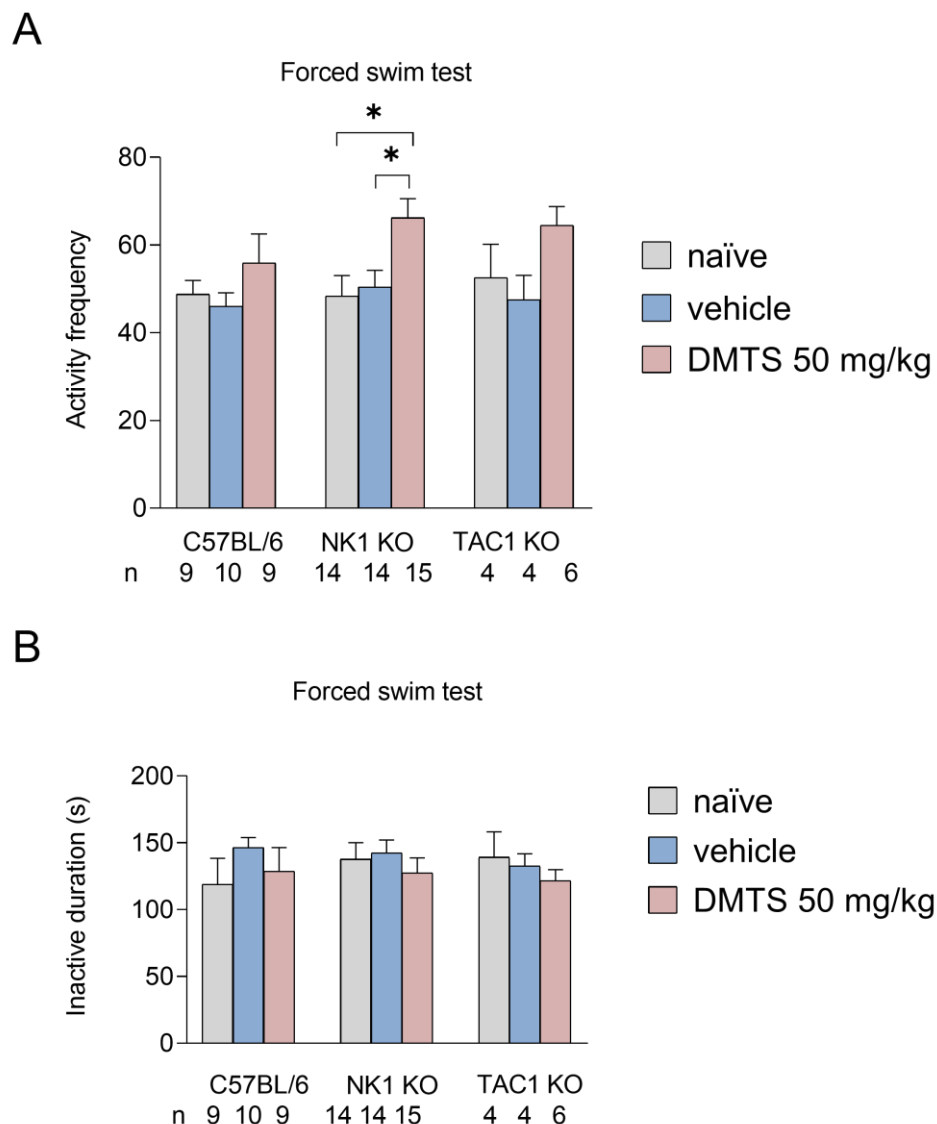 A
Forced swim test
*
*
80
60
40
20
0
Activity frequency
naïve
vehicle
DMTS 50 mg/kg
C57BL/6 NK1 KO TAC1 KO
n 9 10 9 14 14 15 4 4 6
B
Forced swim test
200
150
100
50
0
Inactive duration (s)
naïve
vehicle
DMTS 50 mg/kg
C57BL/6 NK1 KO TAC1 KO
n 9 10 9 14 14 15 4 4 6